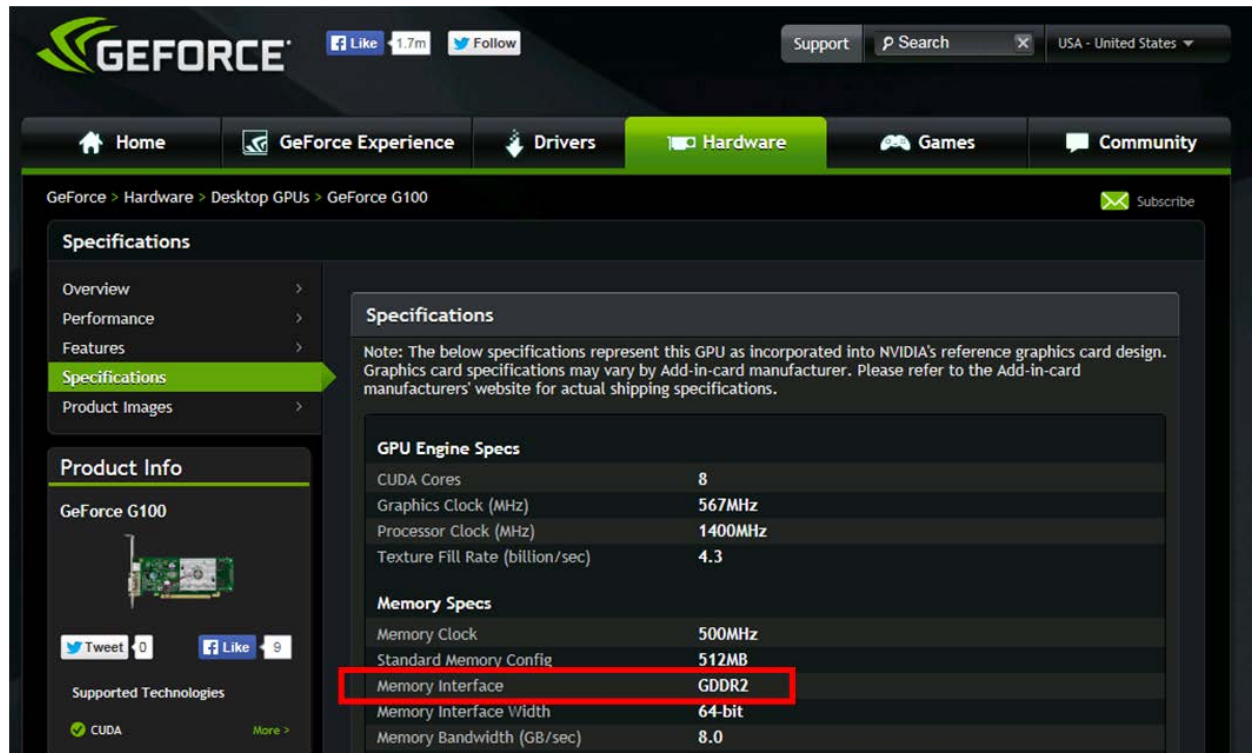 GEFORCE
Like 1.7m Follow
Support Search X USA - United States
Home GeForce Experience Drivers Hardware Games Community
GeForce > Hardware > Desktop GPUs > GeForce G100
Subscribe
Specifications
Overview >
Performance >
Features >
Specifications
Product Images >
Product Info
GeForce G100
Tweet 0 Like 9
Supported Technologies
CUDA More >
Specifications
Note: The below specifications represent this GPU as incorporated into NVIDIA's reference graphics card design.
Graphics card specifications may vary by Add-in-card manufacturer. Please refer to the Add-in-card
manufacturers' website for actual shipping specifications.
GPU Engine Specs
CUDA Cores 8
Graphics Clock (MHz) 567MHz
Processor Clock (MHz) 1400MHz
Texture Fill Rate (billion/sec) 4.3
Memory Specs
Memory Clock 500MHz
Standard Memory Config 512MB
Memory Interface GDDR2
Memory Interface Width 64-bit
Memory Bandwidth (GB/sec) 8.0